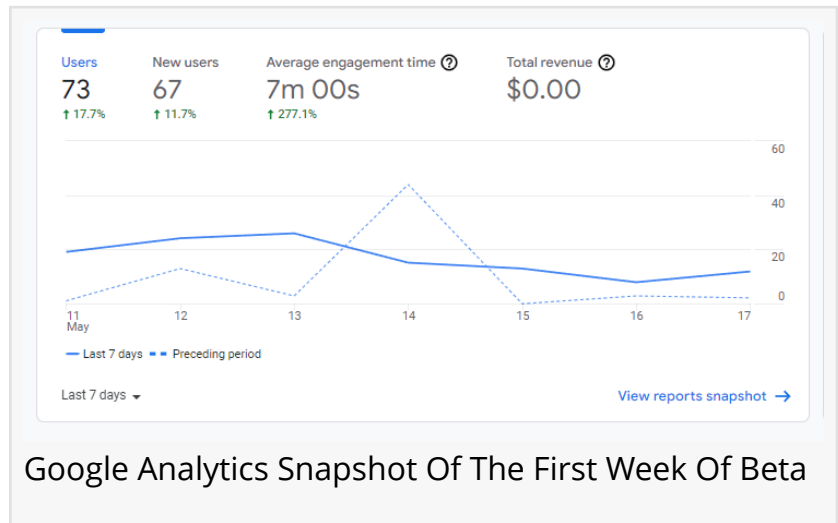 Users New users Average engagement time ? Total revenue ?
73 67 7m 00s $0.00
↑ 17.7% ↑ 11.7% ↑ 277.1%
60
40
20
0
11 12 13 14 15 16 17
May
Last 7 days Preceding period
Last 7 days
View reports snapshot →
Google Analytics Snapshot Of The First Week Of Beta